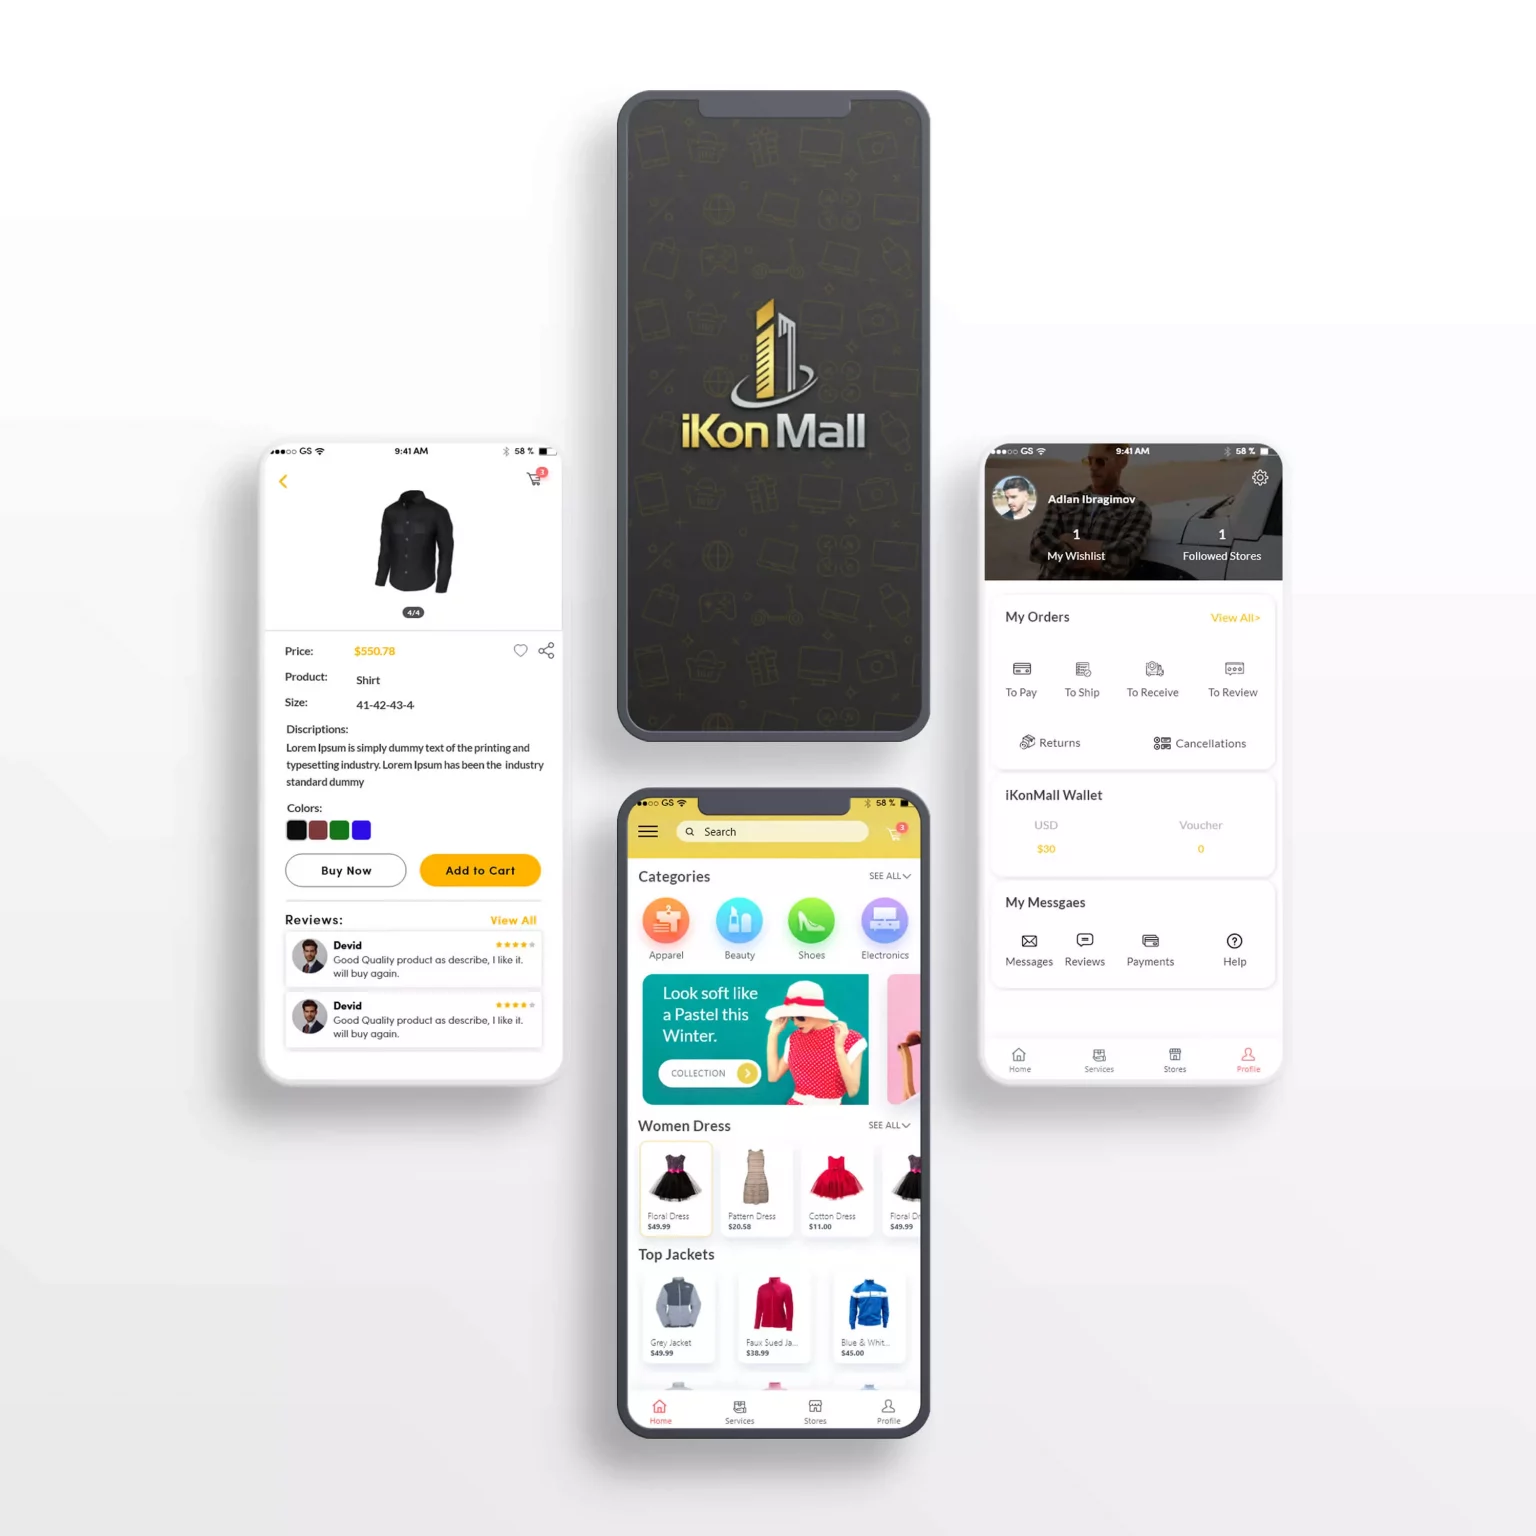 iKon Mall
GS 9:41 AM 58 %
3
4/4
Price: $550.78
Product: Shirt
Size: 41-42-43-4
Discriptions:
Lorem Ipsum is simply dummy text of the printing and
typesetting industry. Lorem Ipsum has been the industry
standard dummy
Colors:
Buy Now Add to Cart
Reviews: View All
Devid
Good Quality product as describe, I like it.
will buy again.
Devid
Good Quality product as describe, I like it.
will buy again.
GS 58 %
Search 3
Categories SEE ALL
Apparel Beauty Shoes Electronics
Look soft like
a Pastel this
Winter.
COLLECTION
Women Dress SEE ALL
Floral Dress Pattern Dress Cotton Dress Floral Dr
$49.99 $20.58 $11.00 $49.99
Top Jackets
Grey Jacket Faux Sued Ja... Blue & Whit...
$49.99 $38.99 $45.00
Home Services Stores Profile
GS 9:41 AM 58 %
Adlan Ibragimov
1 1
My Wishlist Followed Stores
My Orders View All>
To Pay To Ship To Receive To Review
Returns Cancellations
iKonMall Wallet
USD Voucher
$30 0
My Messgaes
Messages Reviews Payments Help
Home Services Stores Profile